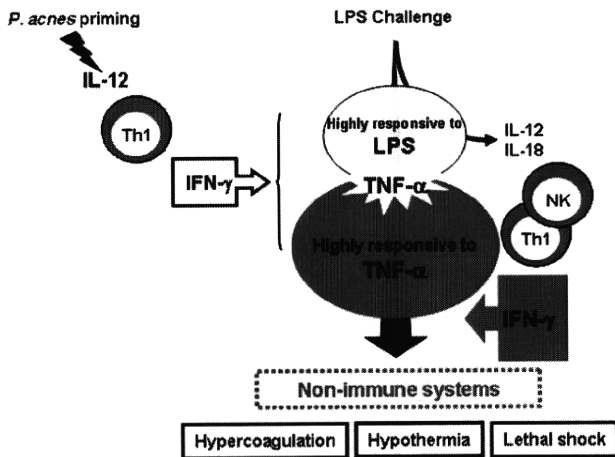 P. acnes priming
LPS Challenge
IL-12
Th1
IFN-γ
Highly responsive to
LPS
IL-12
IL-18
TNF-α
NK
Th1
Highly responsive to
TNF-α
IFN-γ
Non-immune systems
Hypercoagulation
Hypothermia
Lethal shock